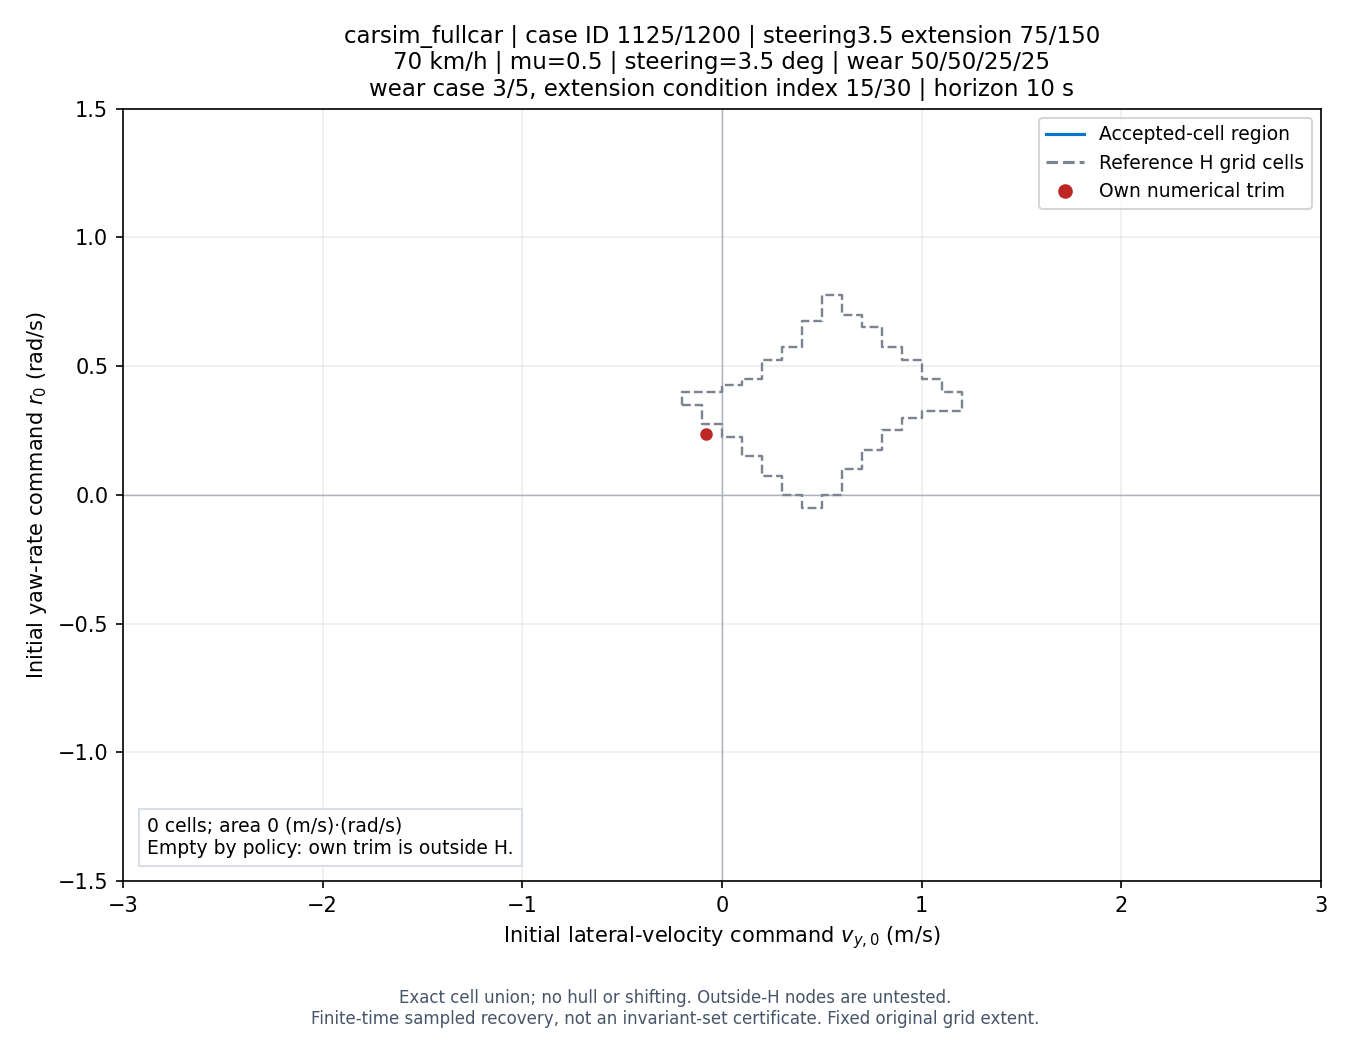 carsim_fullcar | case ID 1125/1200 | steering3.5 extension 75/150
70 km/h | mu=0.5 | steering=3.5 deg | wear 50/50/25/25
wear case 3/5, extension condition index 15/30 | horizon 10 s
1.5
1.0
0.5
0.0
−0.5
−1.0
−1.5
Initial yaw-rate command r₀ (rad/s)
Accepted-cell region
Reference H grid cells
Own numerical trim
0 cells; area 0 (m/s)·(rad/s)
Empty by policy: own trim is outside H.
−3
−2
−1
0
1
2
3
Initial lateral-velocity command v_{y,0} (m/s)
Exact cell union; no hull or shifting. Outside-H nodes are untested.
Finite-time sampled recovery, not an invariant-set certificate. Fixed original grid extent.